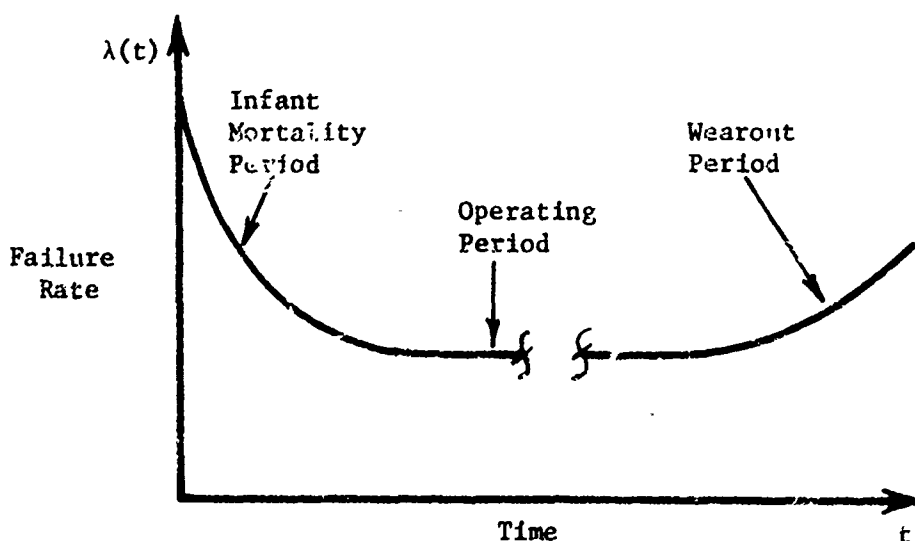 λ(t)
Infant
Mortality
Period
Wearout
Period
Operating
Period
Failure
Rate
Time
t